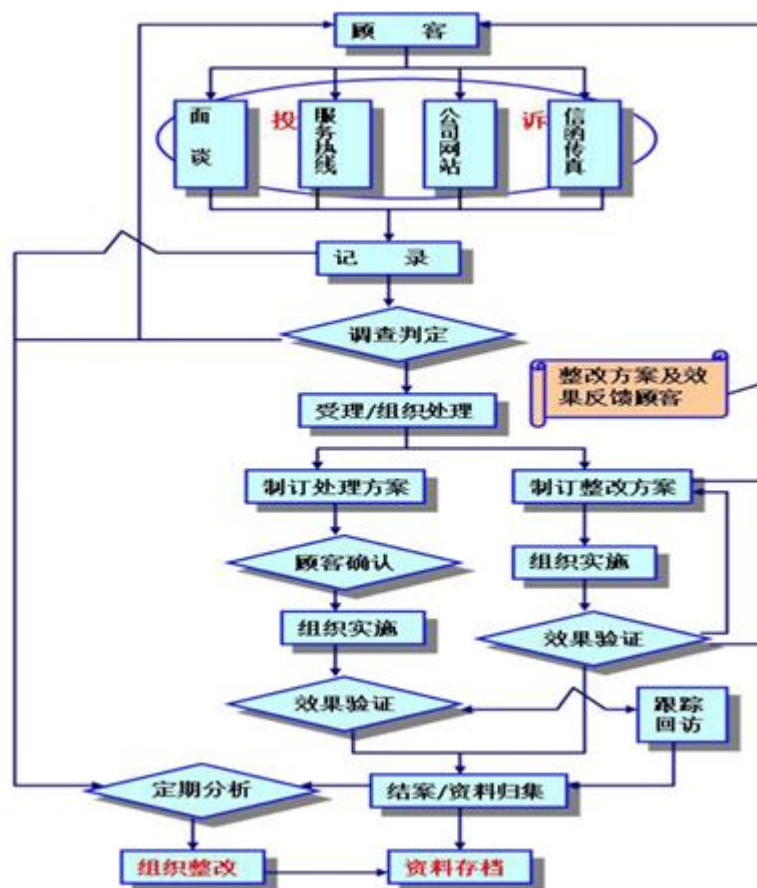 顾 客
面 谈
投
服务热线
公司网站
诉
信函传真
记 录
调查判定
整改方案及效
果反馈顾客
受理/组织处理
制订处理方案
制订整改方案
顾客确认
组织实施
组织实施
效果验证
效果验证
跟踪
回访
定期分析
结案/资料归集
组织整改
资料存档